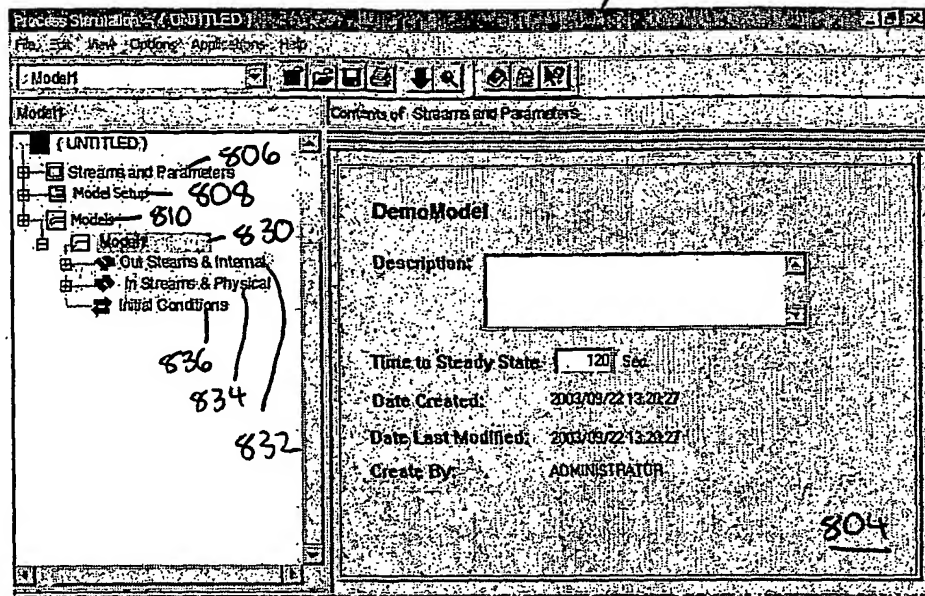 Process Simulation - ( UNTITLED )
File Edit View Options Applications Help
Model1
Model1
Contents of Streams and Parameters
( UNTITLED )
Streams and Parameters 806
Model Setup 808
Models 810
Model1 830
Out Steams & Internal
In Streams & Physical
Initial Conditions
836
834
832
DemoModel
Description:
Time to Steady State 120 Sec
Date Created: 2003/09/22 13:20:27
Date Last Modified: 2003/09/22 13:20:27
Create By: ADMINISTRATOR
804